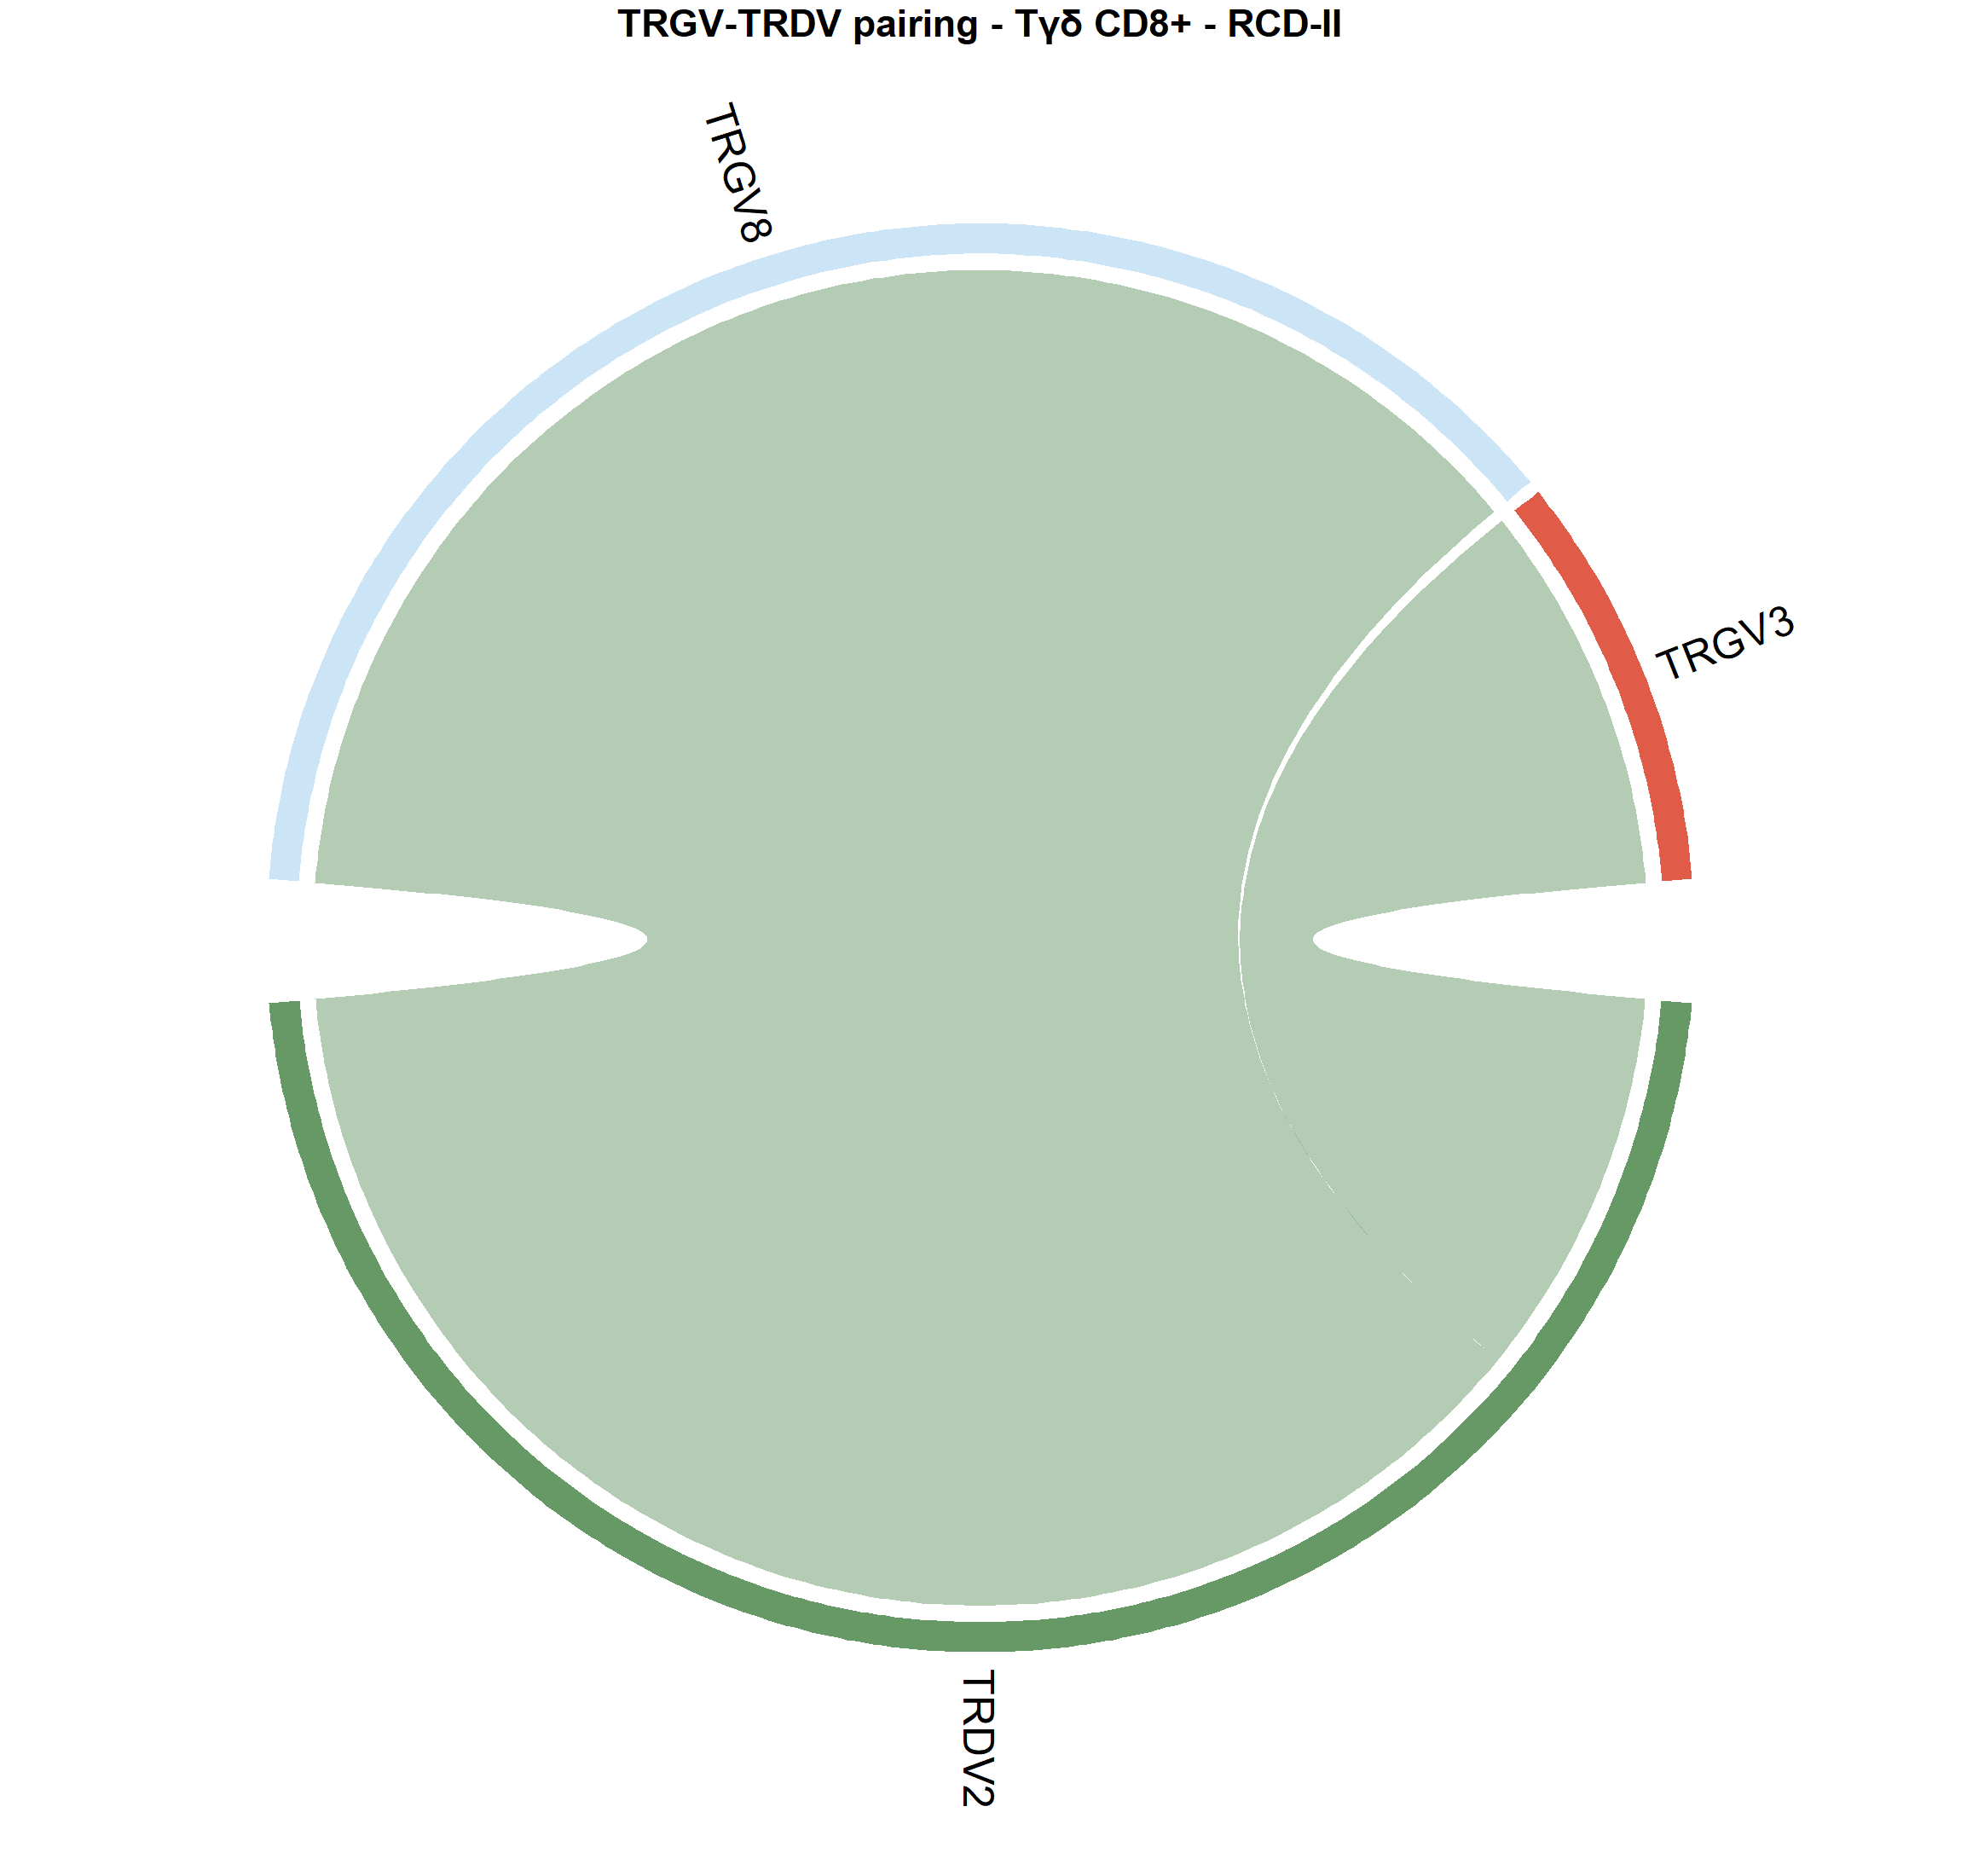 TRGV-TRDV pairing - Tγδ CD8+ - RCD-II
TRGV8
TRGV3
TRDV2